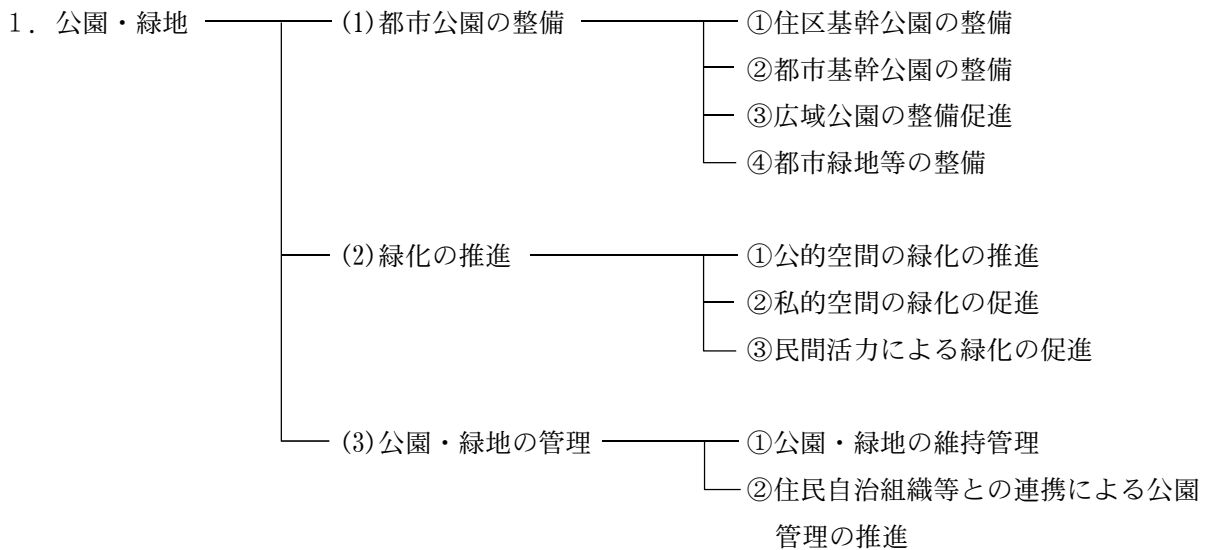 １．公園・緑地 (1)都市公園の整備 ①住区基幹公園の整備
②都市基幹公園の整備
③広域公園の整備促進
④都市緑地等の整備
(2)緑化の推進 ①公的空間の緑化の推進
②私的空間の緑化の促進
③民間活力による緑化の促進
(3)公園・緑地の管理 ①公園・緑地の維持管理
②住民自治組織等との連携による公園
管理の推進